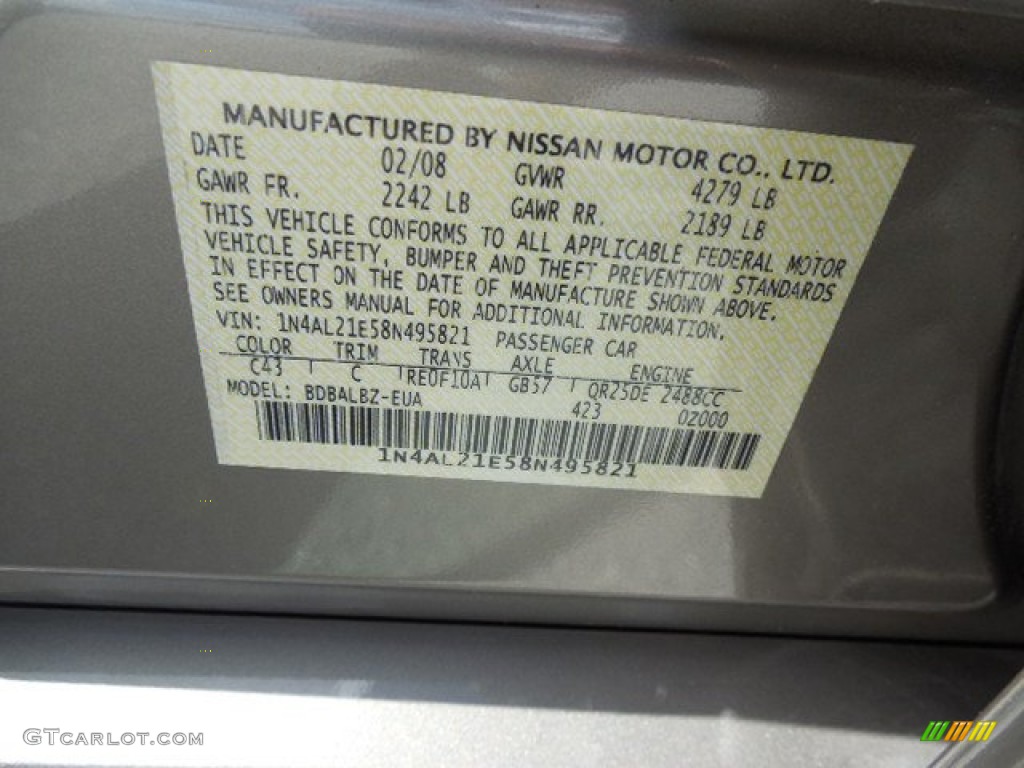 MANUFACTURED BY NISSAN MOTOR CO., LTD.
DATE 02/08 GVWR 4279 LB
GAWR FR. 2242 LB GAWR RR. 2189 LB
THIS VEHICLE CONFORMS TO ALL APPLICABLE FEDERAL MOTOR
VEHICLE SAFETY, BUMPER AND THEFT PREVENTION STANDARDS
IN EFFECT ON THE DATE OF MANUFACTURE SHOWN ABOVE.
SEE OWNERS MANUAL FOR ADDITIONAL INFORMATION.
VIN: 1N4AL21E58N495821 PASSENGER CAR
COLOR TRIM TRANS AXLE ENGINE
C43 C RE0F10A GB57 QR25DE 2488CC
MODEL: BDBALBZ-EUA 423 0Z000
1N4AL21E58N495821
GTCARLOT.COM